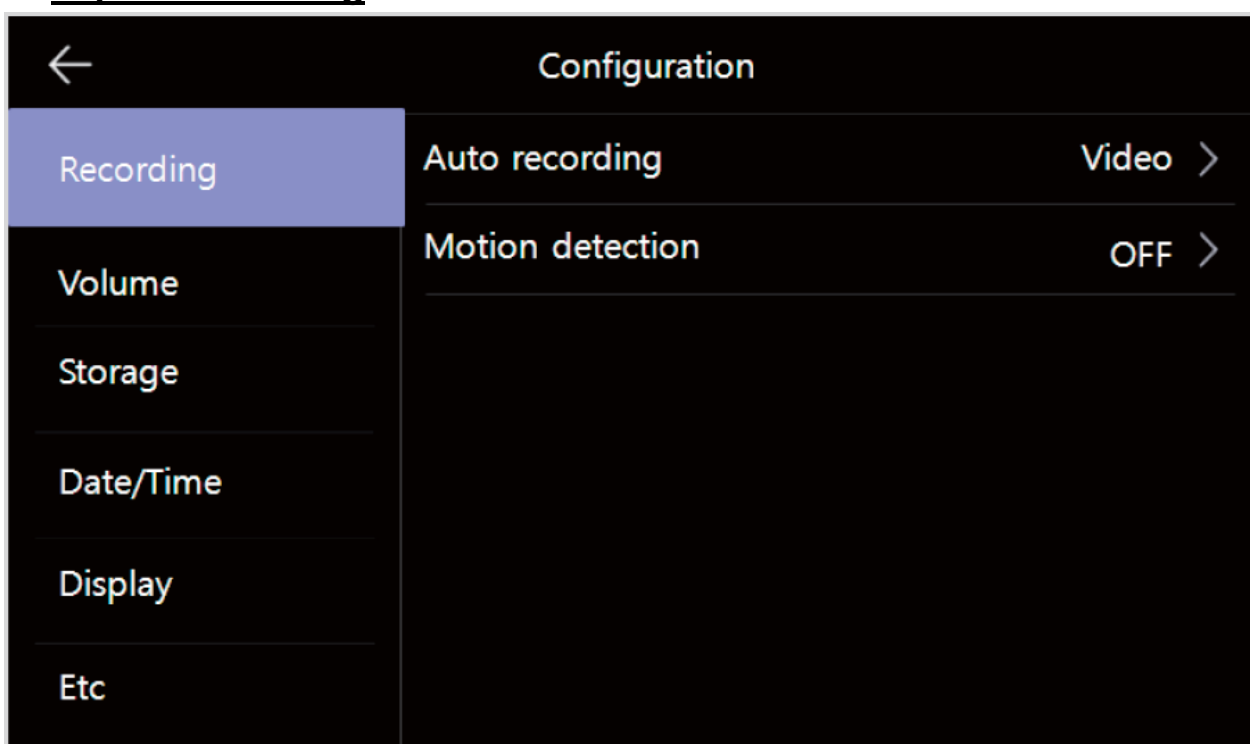 Configuration
Recording
Auto recording Video
Motion detection OFF
Volume
Storage
Date/Time
Display
Etc